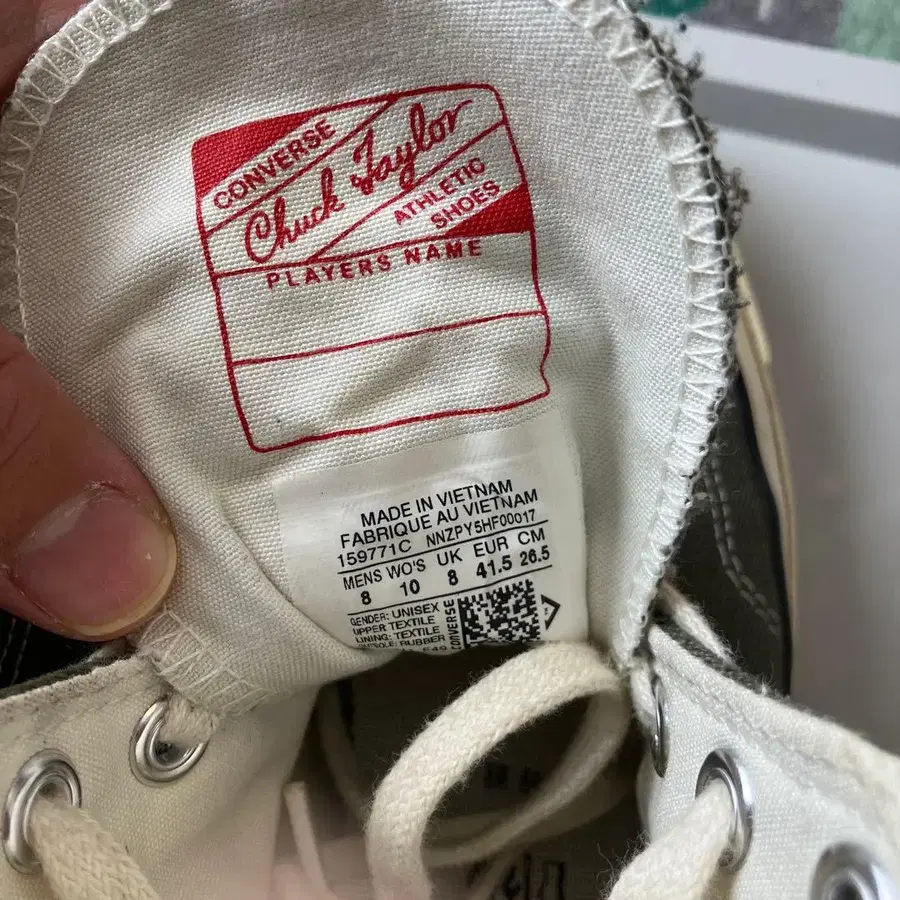 CONVERSE
Chuck Taylor
ATHLETIC
SHOES
PLAYERS NAME
MADE IN VIETNAM
FABRIQUE AU VIETNAM
159771C NNZPY5HF00017
MENS WO'S UK EUR CM
8 10 8 41.5 26.5
GENDER: UNISEX
UPPER: TEXTILE
LINING: TEXTILE
RUBBER
CONVERSE